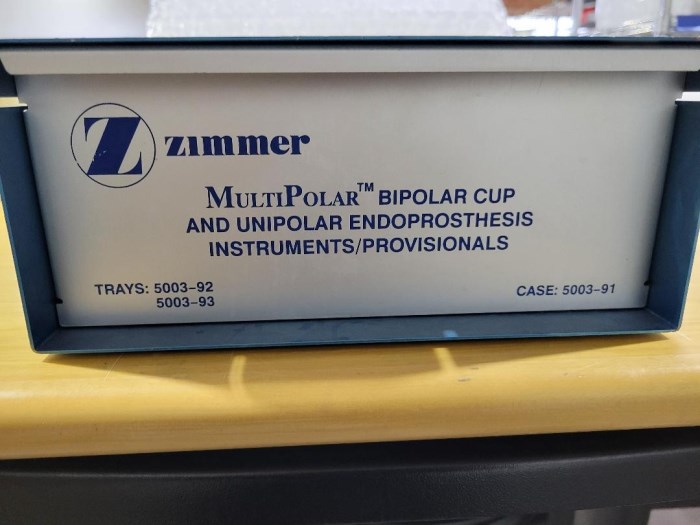 Z zimmer
MULTIPOLAR™ BIPOLAR CUP
AND UNIPOLAR ENDOPROSTHESIS
INSTRUMENTS/PROVISIONALS
TRAYS: 5003-92
5003-93
CASE: 5003-91